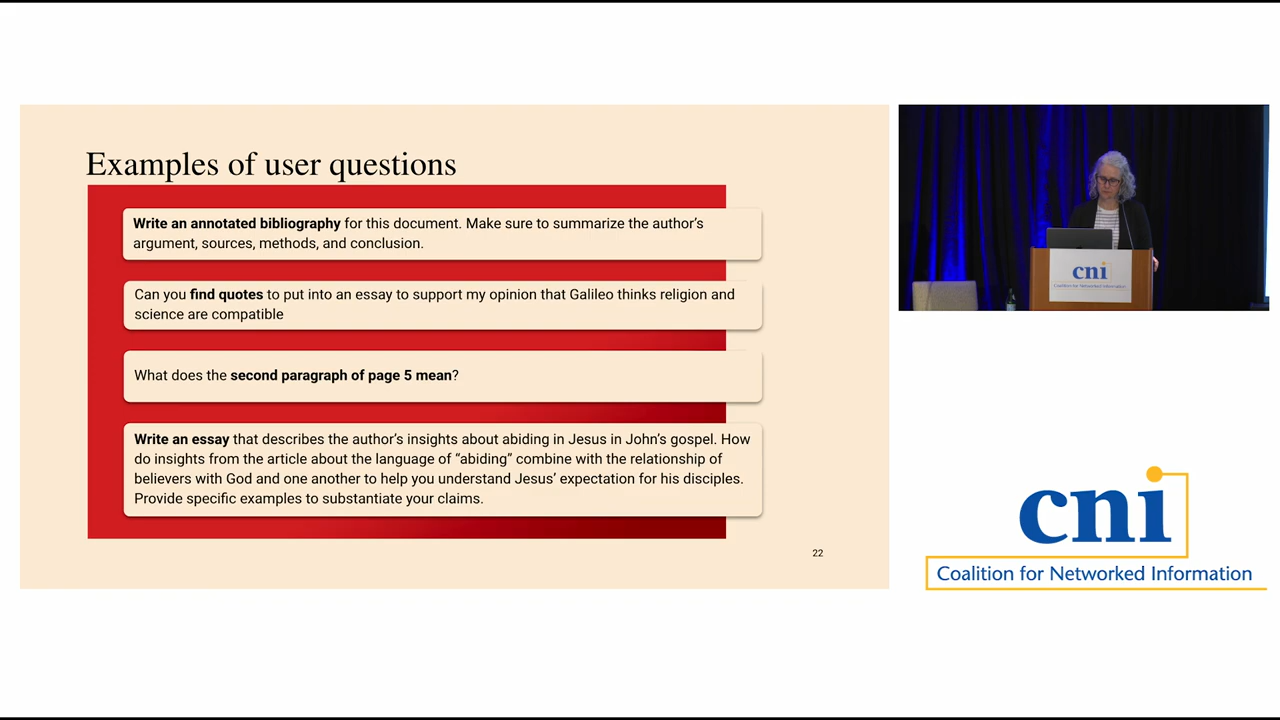 Examples of user questions
Write an annotated bibliography for this document. Make sure to summarize the author's
argument, sources, methods, and conclusion.
Can you find quotes to put into an essay to support my opinion that Galileo thinks religion and
science are compatible
What does the second paragraph of page 5 mean?
Write an essay that describes the author's insights about abiding in Jesus in John's gospel. How
do insights from the article about the language of “abiding” combine with the relationship of
believers with God and one another to help you understand Jesus' expectation for his disciples.
Provide specific examples to substantiate your claims.
22
cni
Coalition for Networked Information
cni
Coalition for Networked Information